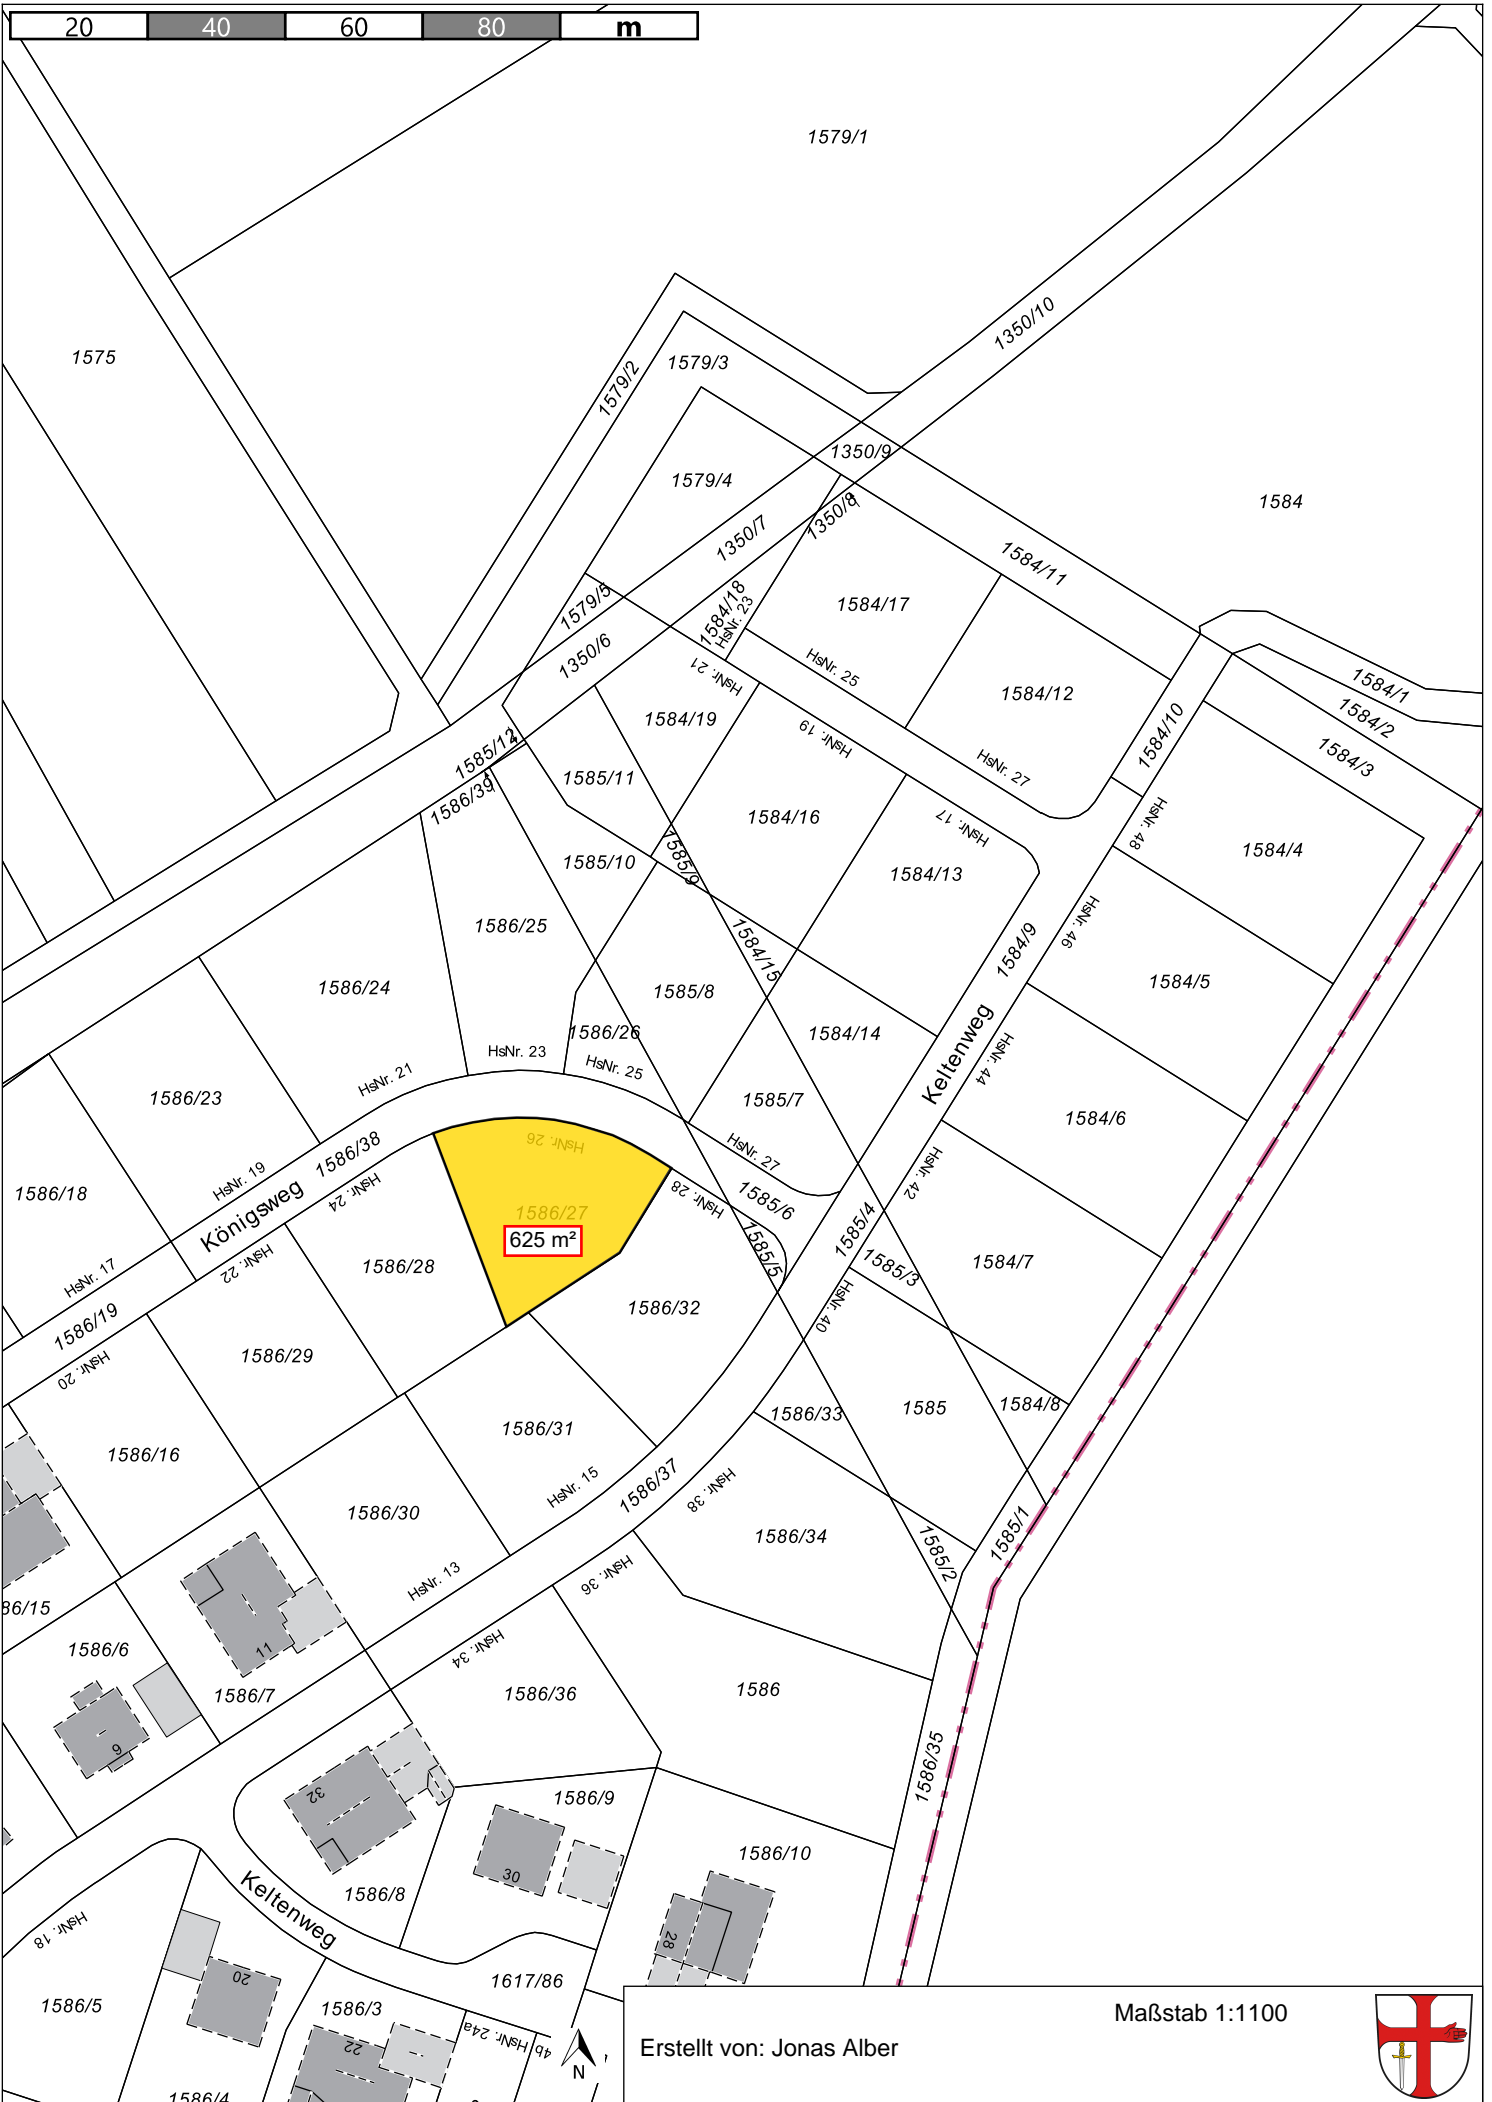 20 40 60 80 m
1579/1
1350/10
1575
1579/3
1579/2
1350/9
1579/4
1350/8
1584
1350/7
1584/11
1579/5
1584/18
HsNr. 23
1584/17
1350/6
HsNr. 21
HsNr. 25
1584/12
1584/1
1584/2
1584/19
HsNr. 19
1584/10
1584/3
1585/12
1585/11
HsNr. 27
1586/39
1584/16
HsNr. 17
HsNr. 48
1584/4
1585/10
1585/9
1584/13
1586/25
HsNr. 46
1584/15
1584/9
1586/24
1585/8
1584/5
1586/26
1584/14
Keltenweg
HsNr. 44
HsNr. 23
HsNr. 25
HsNr. 21
1586/23
1585/7
1584/6
HsNr. 26
1586/38
HsNr. 27
HsNr. 19
HsNr. 42
1586/18
HsNr. 24
HsNr. 28
1585/6
1586/27
Königsweg
625 m²
1585/5
1585/4
HsNr. 22
1586/28
1585/3
1584/7
HsNr. 17
1586/32
HsNr. 40
1586/19
1586/29
HsNr. 20
1586/33
1585
1584/8
1586/31
1586/16
HsNr. 15
1586/37
HsNr. 38
1586/30
1586/34
1585/1
1585/2
HsNr. 13
HsNr. 36
86/15
1586/6
11
HsNr. 34
1586/7
1586/36
1586
9
1586/35
32
1586/9
1586/10
30
1586/8
Keltenweg
HsNr. 18
28
20
1617/86
1586/5
1586/3
HsNr. 24a
4b
22
N
1586/4
Maßstab 1:1100
Erstellt von: Jonas Alber